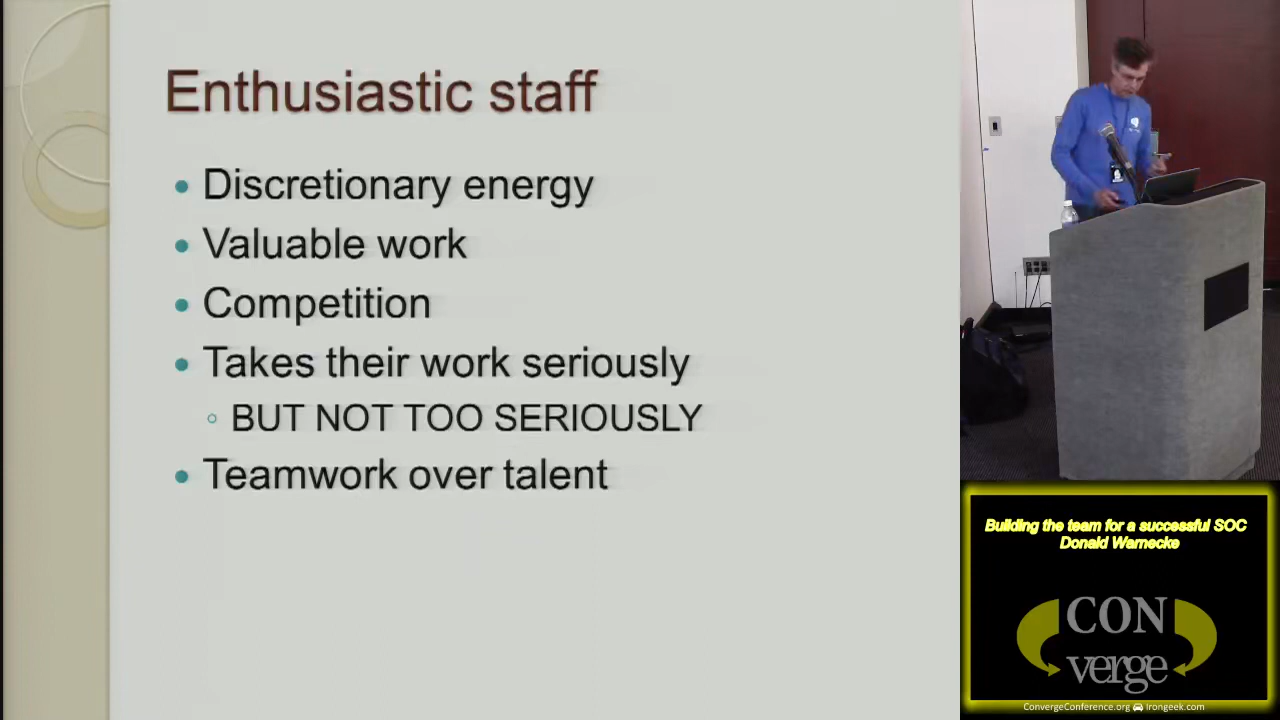 Enthusiastic staff
Discretionary energy
Valuable work
Competition
Takes their work seriously
BUT NOT TOO SERIOUSLY
Teamwork over talent
Building the team for a successful SOC
Donald Warnecke
CON
verge
ConvergeConference.org Irongeek.com